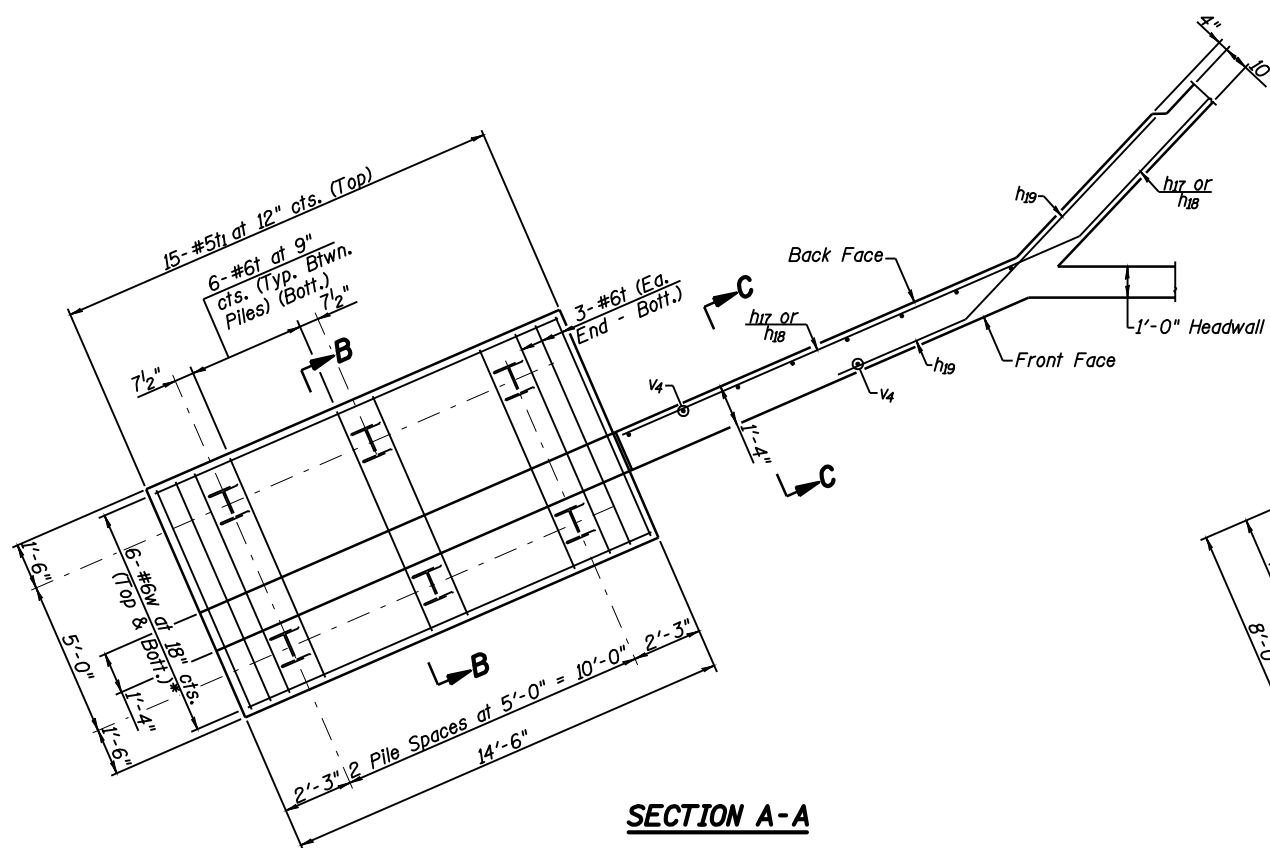 4"
10
15- #5t1 at 12" cts. (Top)
6- #6t at 9"
cts. (Typ. Btwn.
Piles) (Bott.)
7½"
3- #6t (Ea.
End - Bott.)
C
B
7½"
h19
h17 or
h18
Back Face
h17 or
h18
1'-0" Headwall
Front Face
h19
v4
v4
1'-4"
C
1'-6"
6- #6w at 18" cts.
(Top & Bott.)*
5'-0"
1'-4"
1'-6"
B
2'-3"
2 Pile Spaces at 5'-0" = 10'-0"
2'-3"
14'-6"
8'-0
SECTION A-A